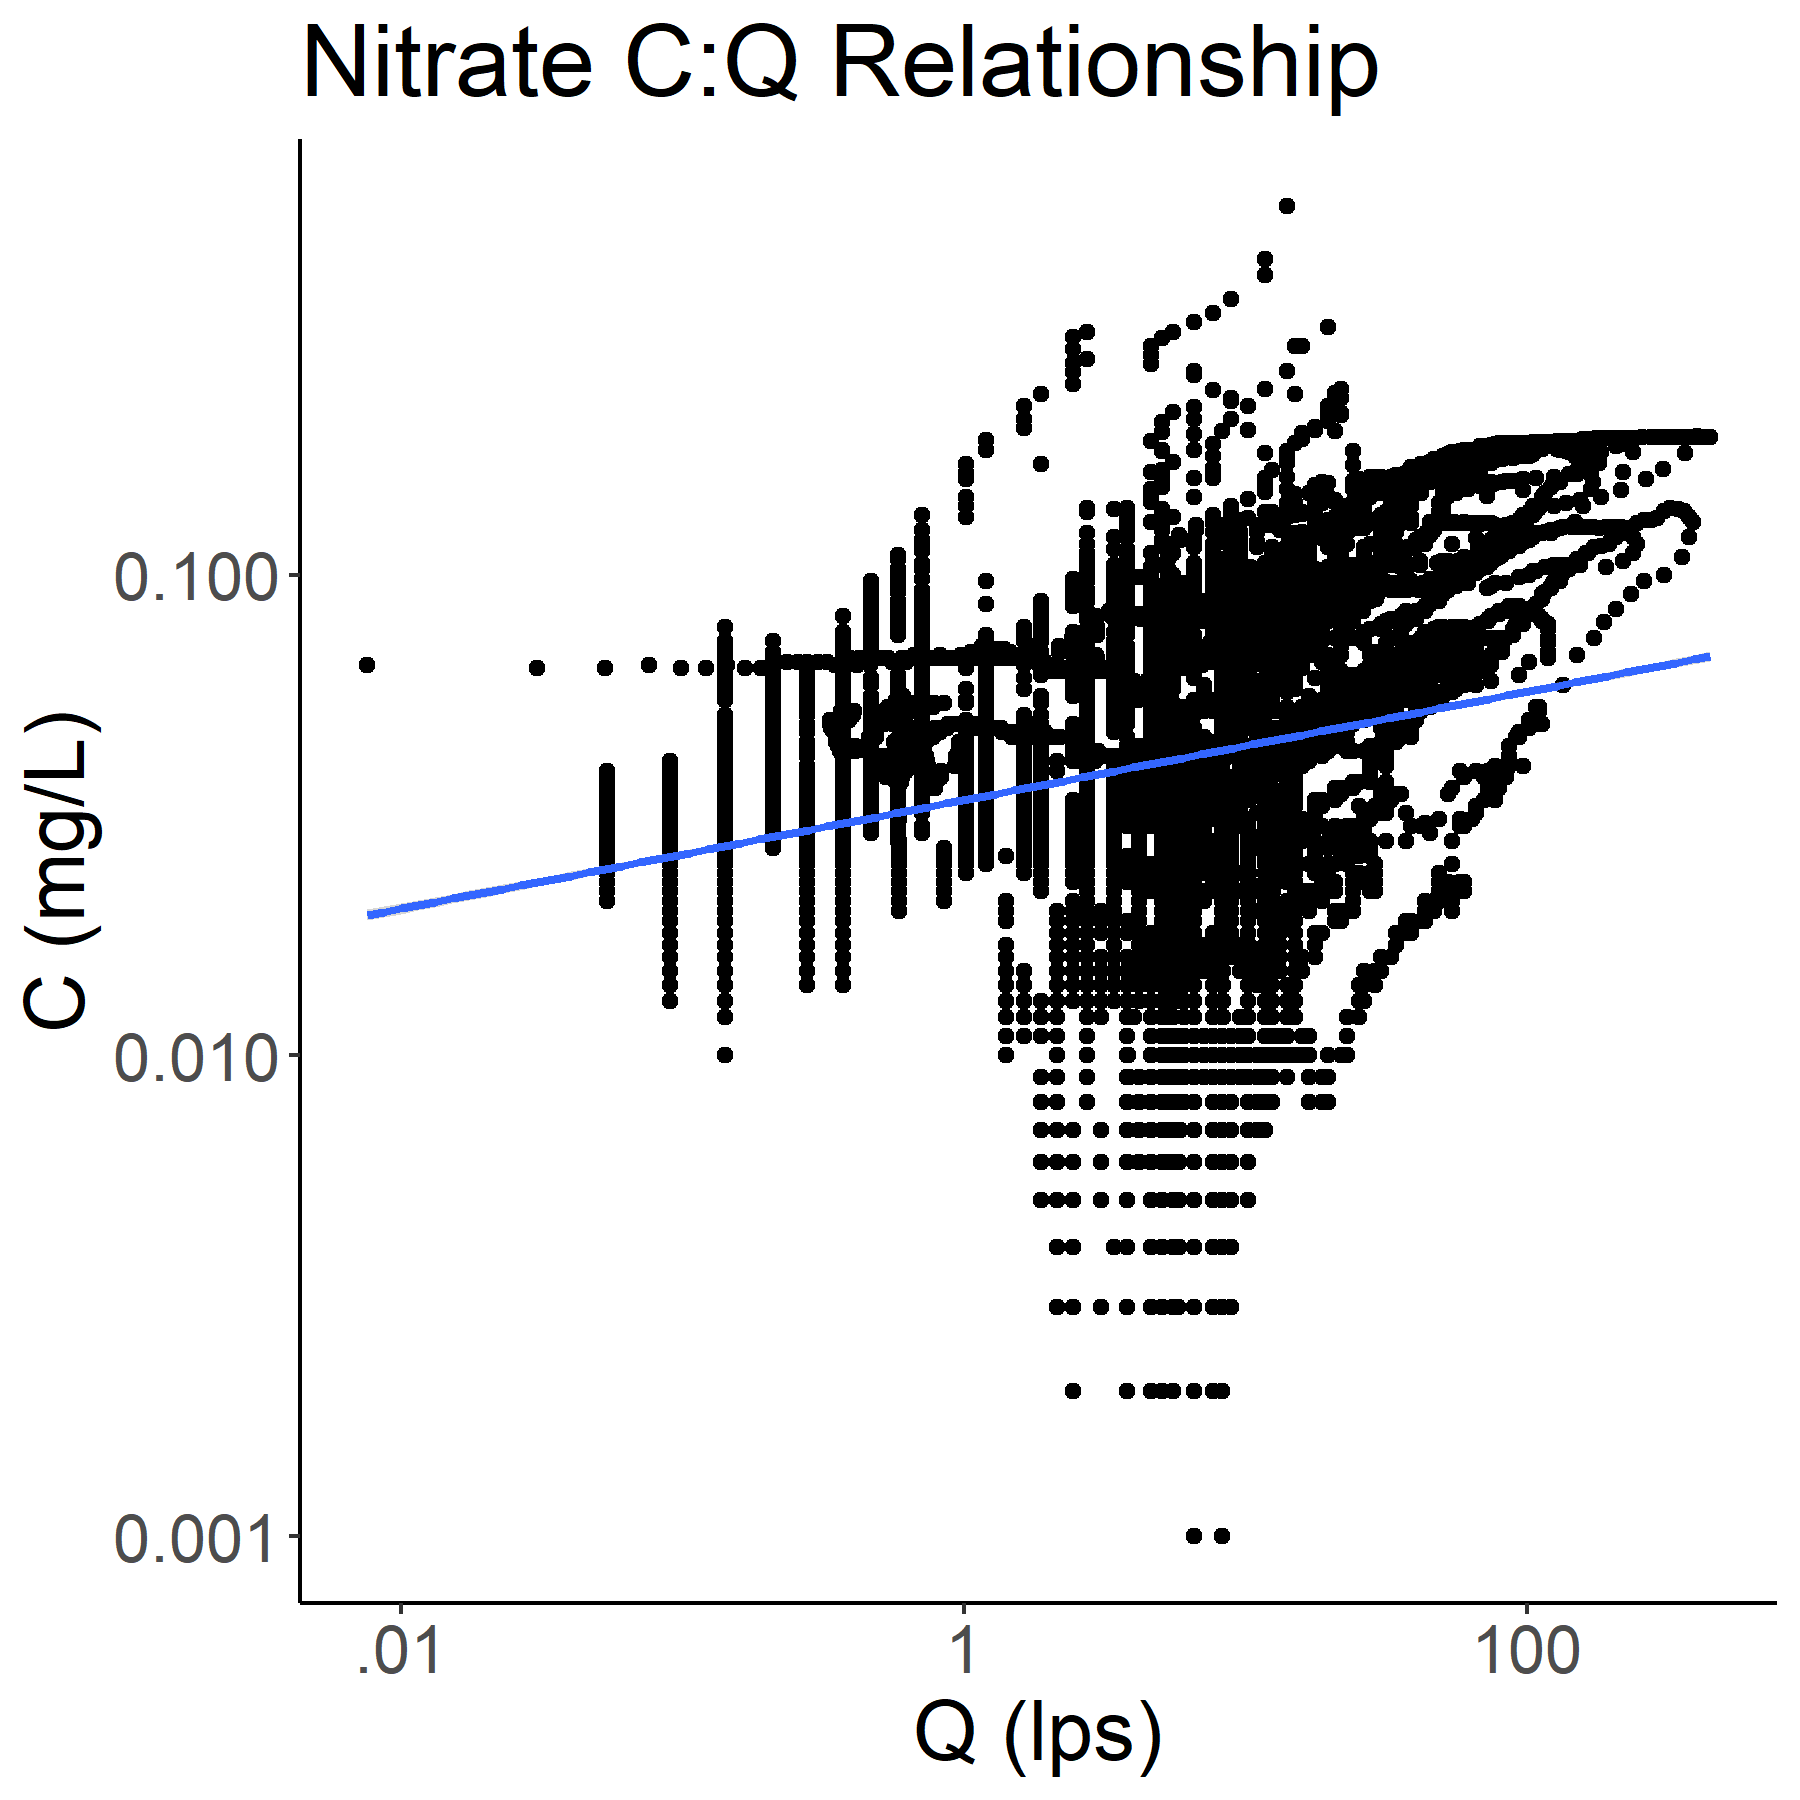 Nitrate C:Q Relationship
C (mg/L)
0.100
0.010
0.001
.01
1
100
Q (lps)